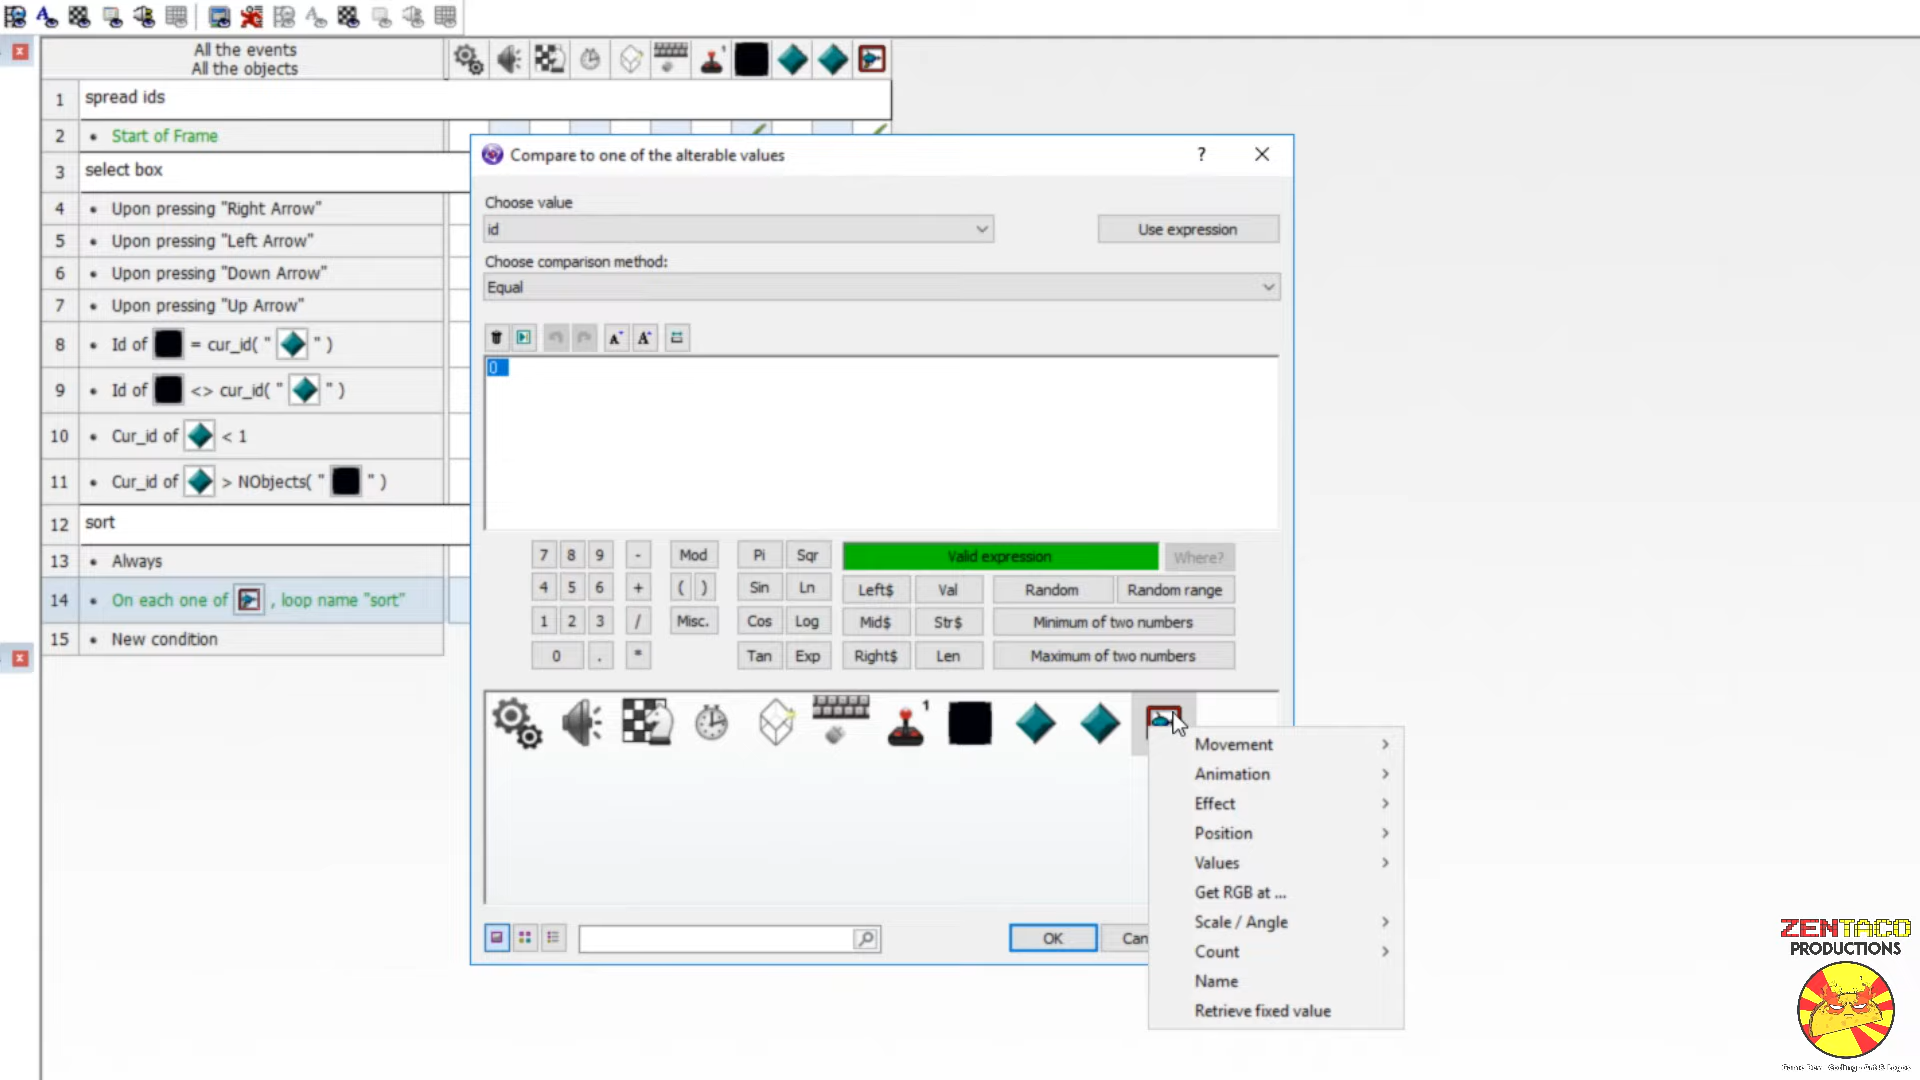 All the events
All the objects
1 spread ids
2 • Start of Frame
3 select box
4 • Upon pressing "Right Arrow"
5 • Upon pressing "Left Arrow"
6 • Upon pressing "Down Arrow"
7 • Upon pressing "Up Arrow"
8 • Id of = cur_id( " " )
9 • Id of <> cur_id( " " )
10 • Cur_id of < 1
11 • Cur_id of > NObjects( " " )
12 sort
13 • Always
14 • On each one of , loop name "sort"
15 • New condition
Compare to one of the alterable values
?
Choose value
id
Use expression
Choose comparison method:
Equal
0
7 8 9 - Mod Pi Sqr Valid expression Where?
4 5 6 + ( ) Sin Ln Left$ Val Random Random range
1 2 3 / Misc. Cos Log Mid$ Str$ Minimum of two numbers
0 . * Tan Exp Right$ Len Maximum of two numbers
1
Movement
Animation
Effect
Position
Values
Get RGB at ...
Scale / Angle
Count
Name
Retrieve fixed value
OK
Can
ZENTACO
PRODUCTIONS